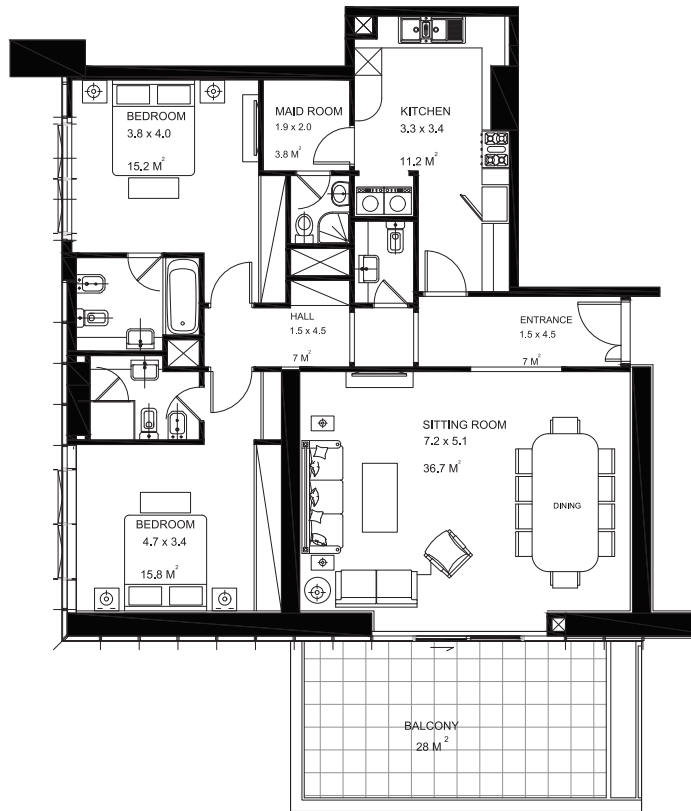 BEDROOM
3.8 x 4.0
15.2 M²
MAID ROOM
1.9 x 2.0
3.8 M²
KITCHEN
3.3 x 3.4
11.2 M²
HALL
1.5 x 4.5
7 M²
ENTRANCE
1.5 x 4.5
7 M²
SITTING ROOM
7.2 x 5.1
36.7 M²
DINING
BEDROOM
4.7 x 3.4
15.8 M²
BALCONY
28 M²